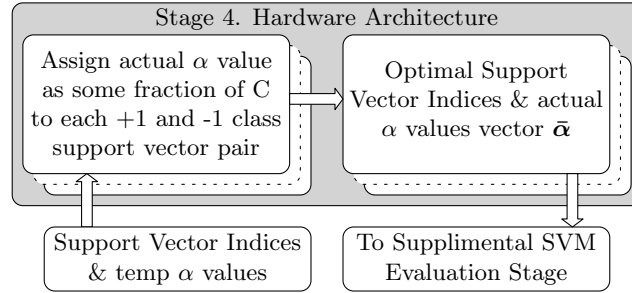 Stage 4. Hardware Architecture
Assign actual α value
as some fraction of C
to each +1 and -1 class
support vector pair
Optimal Support
Vector Indices & actual
α values vector ᾱ
Support Vector Indices
& temp α values
To Supplimental SVM
Evaluation Stage